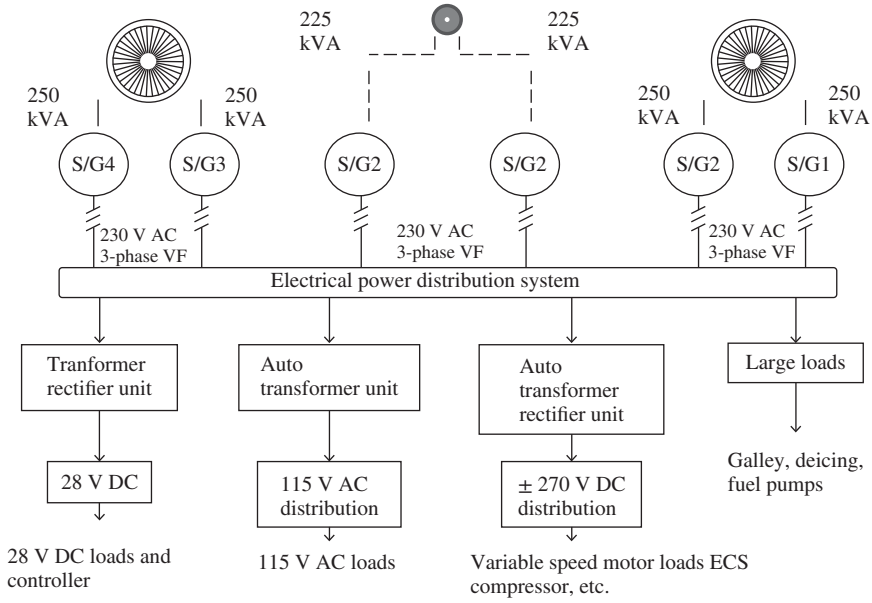 225
kVA
225
kVA
250
kVA
250
kVA
250
kVA
250
kVA
S/G4
S/G3
S/G2
S/G2
S/G2
S/G1
230 V AC
3-phase VF
230 V AC
3-phase VF
230 V AC
3-phase VF
Electrical power distribution system
Tranformer
rectifier unit
Auto
transformer unit
Auto
transformer
rectifier unit
Large loads
28 V DC
115 V AC
distribution
± 270 V DC
distribution
Galley, deicing,
fuel pumps
28 V DC loads and
controller
115 V AC loads
Variable speed motor loads ECS
compressor, etc.